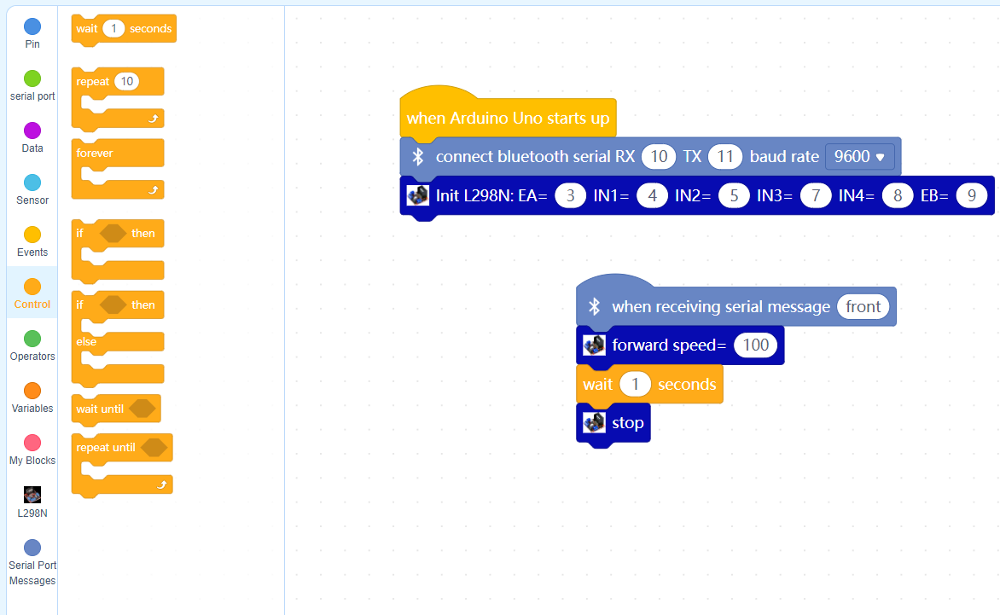 Pin
serial port
Data
Sensor
Events
Control
Operators
Variables
My Blocks
L298N
Serial Port
Messages
wait 1 seconds
repeat 10
forever
if then
if then
else
wait until
repeat until
when Arduino Uno starts up
connect bluetooth serial RX 10 TX 11 baud rate 9600
Init L298N: EA= 3 IN1= 4 IN2= 5 IN3= 7 IN4= 8 EB= 9
when receiving serial message front
forward speed= 100
wait 1 seconds
stop